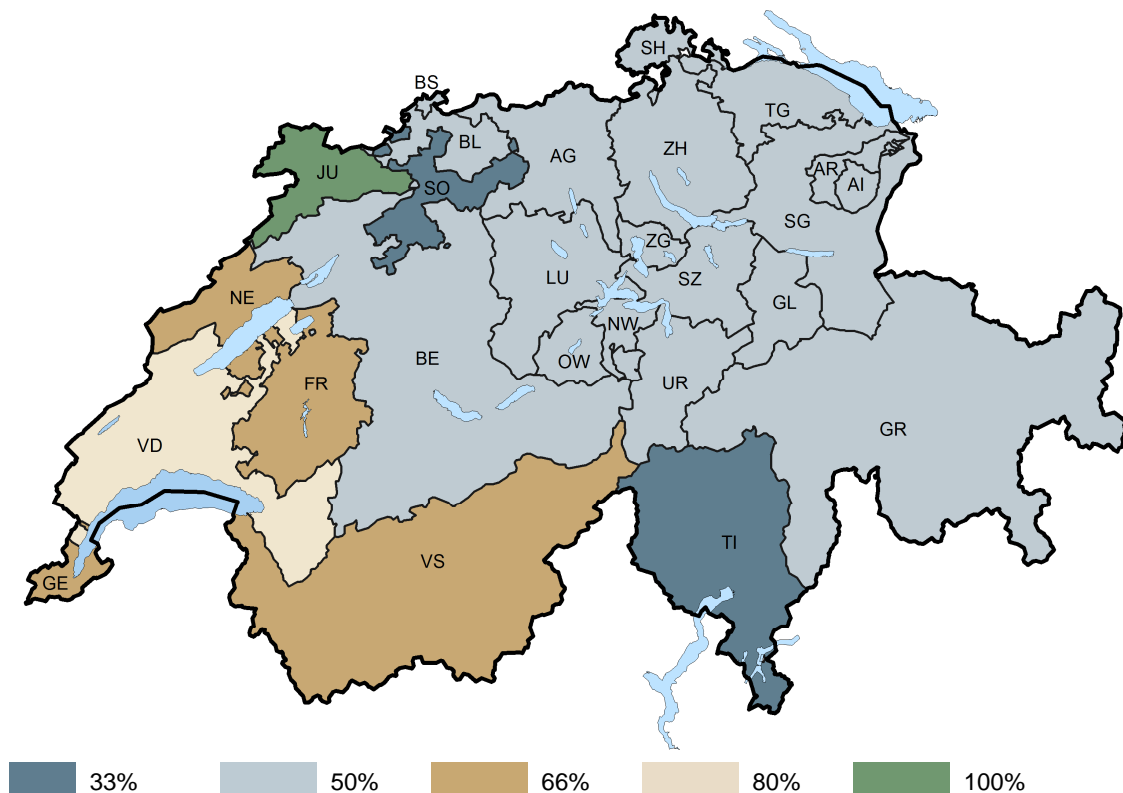 SH
BS
TG
BL
AG
ZH
JU
AR
SO
AI
SG
ZG
LU
SZ
NE
GL
NW
BE
OW
FR
UR
GR
VD
TI
VS
GE
33% 50% 66% 80% 100%